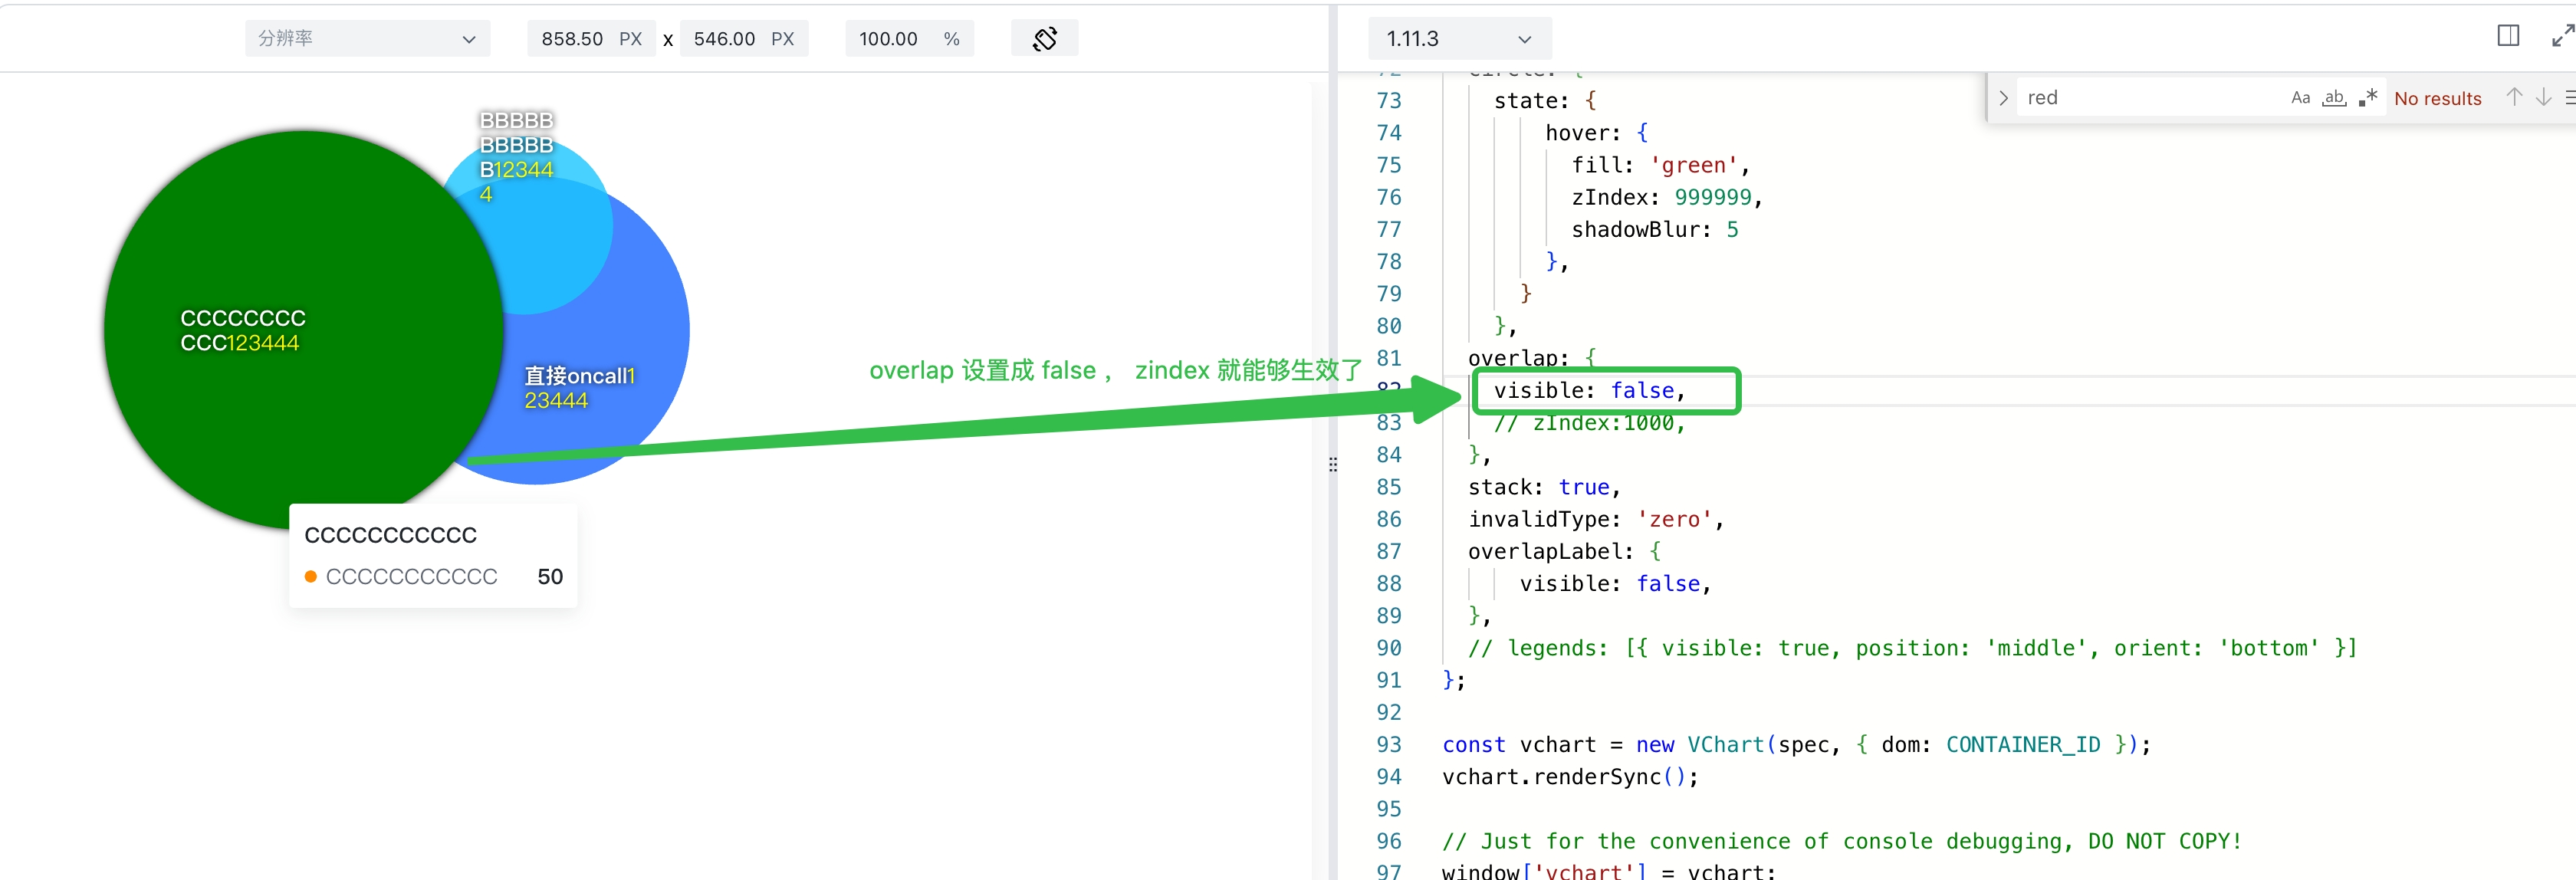 分辨率
858.50 PX x 546.00 PX
100.00 %
1.11.3
red
Aa
ab
No results
BBBBB
BBBBB
B12344
4
CCCCCCCC
CCC123444
直接oncall1
23444
CCCCCCCCCCC
CCCCCCCCCCC 50
overlap 设置成 false ， zindex 就能够生效了
72 circle: {
73 state: {
74 hover: {
75 fill: 'green',
76 zIndex: 999999,
77 shadowBlur: 5
78 },
79 }
80 },
81 overlap: {
82 visible: false,
83 // zIndex:1000,
84 },
85 stack: true,
86 invalidType: 'zero',
87 overlapLabel: {
88 visible: false,
89 },
90 // legends: [{ visible: true, position: 'middle', orient: 'bottom' }]
91 };
92
93 const vchart = new VChart(spec, { dom: CONTAINER_ID });
94 vchart.renderSync();
95
96 // Just for the convenience of console debugging, DO NOT COPY!
97 window['vchart'] = vchart;